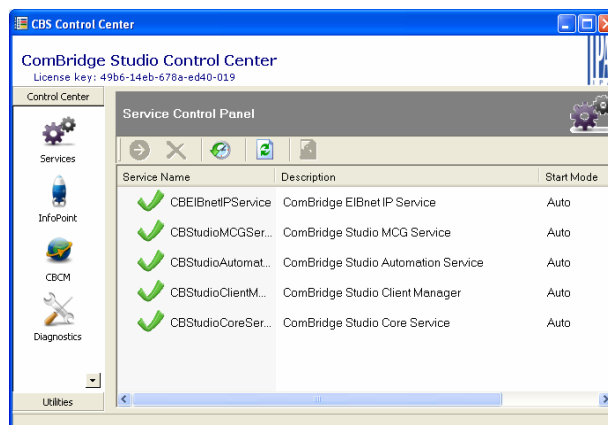 CBS Control Center
ComBridge Studio Control Center
License key: 49b6-14eb-678a-ed40-019
Control Center
Services
InfoPoint
CBCM
Diagnostics
Utilities
Service Control Panel
Service Name Description Start Mode
CBEIBnetIPService ComBridge EIBnet IP Service Auto
CBStudioMCGSer... ComBridge Studio MCG Service Auto
CBStudioAutomat... ComBridge Studio Automation Service Auto
CBStudioClientM... ComBridge Studio Client Manager Auto
CBStudioCoreSer... ComBridge Studio Core Service Auto